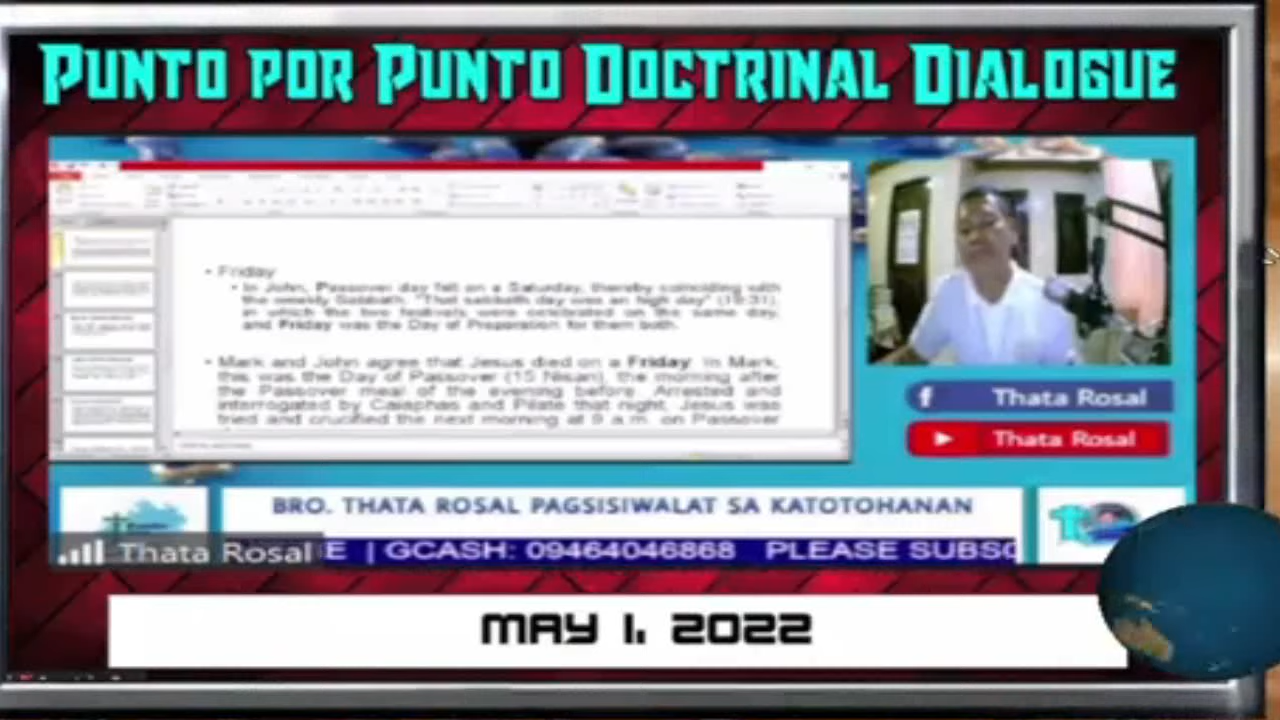 PUNTO POR PUNTO DOCTRINAL DIALOGUE
• Friday
• In John, Passover day fell on a Saturday, thereby coinciding with
the weekly Sabbath. "That sabbath day was an high day" (19:31),
in which the two festivals were celebrated on the same day,
and Friday was the Day of Preparation for them both.
• Mark and John agree that Jesus died on a Friday. In Mark,
this was the Day of Passover (15 Nisan), the morning after
the Passover meal of the evening before. Arrested and
interrogated by Caiaphas and Pilate that night, Jesus was
tried and crucified the next morning at 9 a.m. on Passover
f Thata Rosal
Thata Rosal
BRO. THATA ROSAL PAGSISIWALAT SA KATOTOHANAN
Thata Rosal
E | GCASH: 09464046868 PLEASE SUBSC
MAY 1, 2022